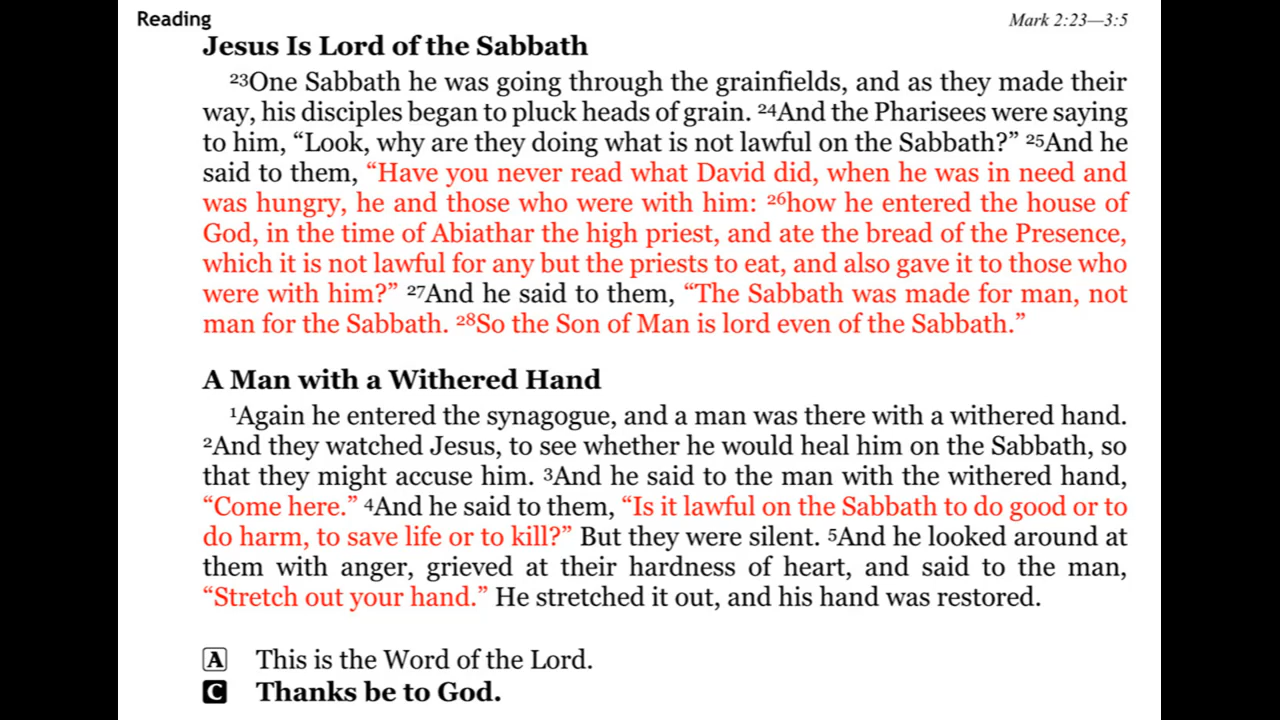 Reading
Mark 2:23—3:5
Jesus Is Lord of the Sabbath
²³One Sabbath he was going through the grainfields, and as they made their
way, his disciples began to pluck heads of grain. ²⁴And the Pharisees were saying
to him, “Look, why are they doing what is not lawful on the Sabbath?” ²⁵And he
said to them, “Have you never read what David did, when he was in need and
was hungry, he and those who were with him: ²⁶how he entered the house of
God, in the time of Abiathar the high priest, and ate the bread of the Presence,
which it is not lawful for any but the priests to eat, and also gave it to those who
were with him?” ²⁷And he said to them, “The Sabbath was made for man, not
man for the Sabbath. ²⁸So the Son of Man is lord even of the Sabbath.”
A Man with a Withered Hand
¹Again he entered the synagogue, and a man was there with a withered hand.
²And they watched Jesus, to see whether he would heal him on the Sabbath, so
that they might accuse him. ³And he said to the man with the withered hand,
“Come here.” ⁴And he said to them, “Is it lawful on the Sabbath to do good or to
do harm, to save life or to kill?” But they were silent. ⁵And he looked around at
them with anger, grieved at their hardness of heart, and said to the man,
“Stretch out your hand.” He stretched it out, and his hand was restored.
A This is the Word of the Lord.
C Thanks be to God.